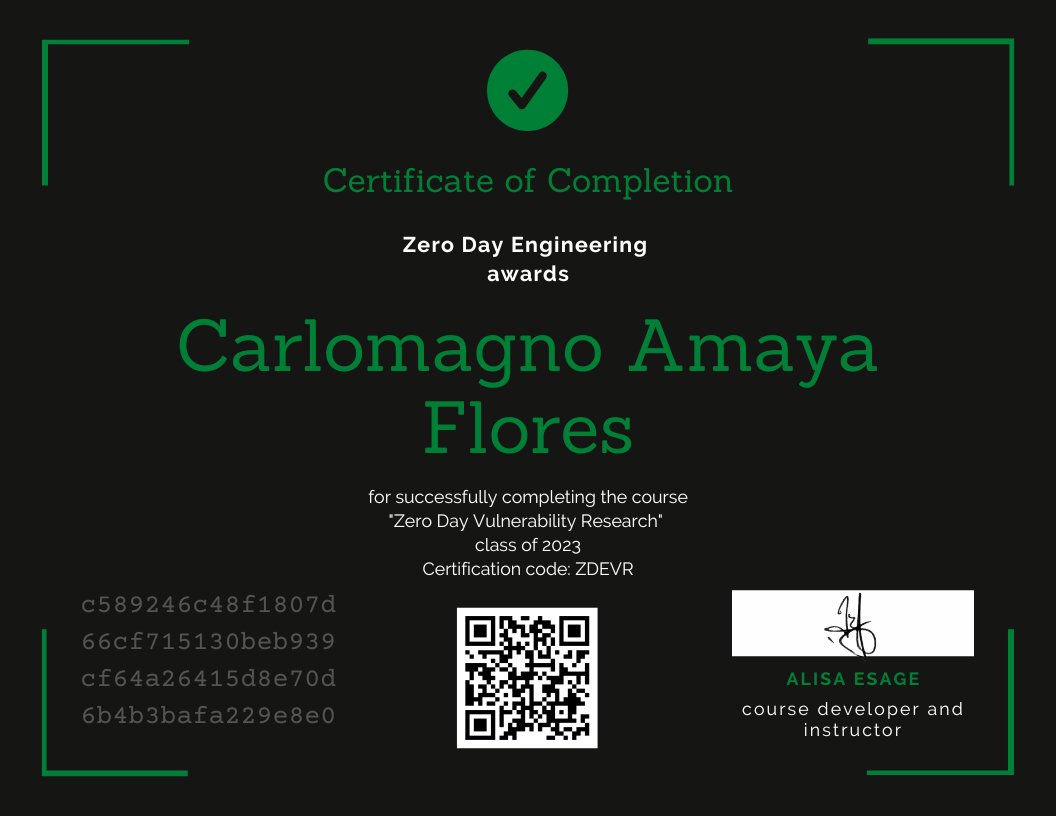 Certificate of Completion
Zero Day Engineering
awards
Carlomagno Amaya
Flores
for successfully completing the course
"Zero Day Vulnerability Research"
class of 2023
Certification code: ZDEVR
c589246c48f1807d
66cf715130beb939
cf64a26415d8e70d
6b4b3bafa229e8e0
ALISA ESAGE
course developer and
instructor